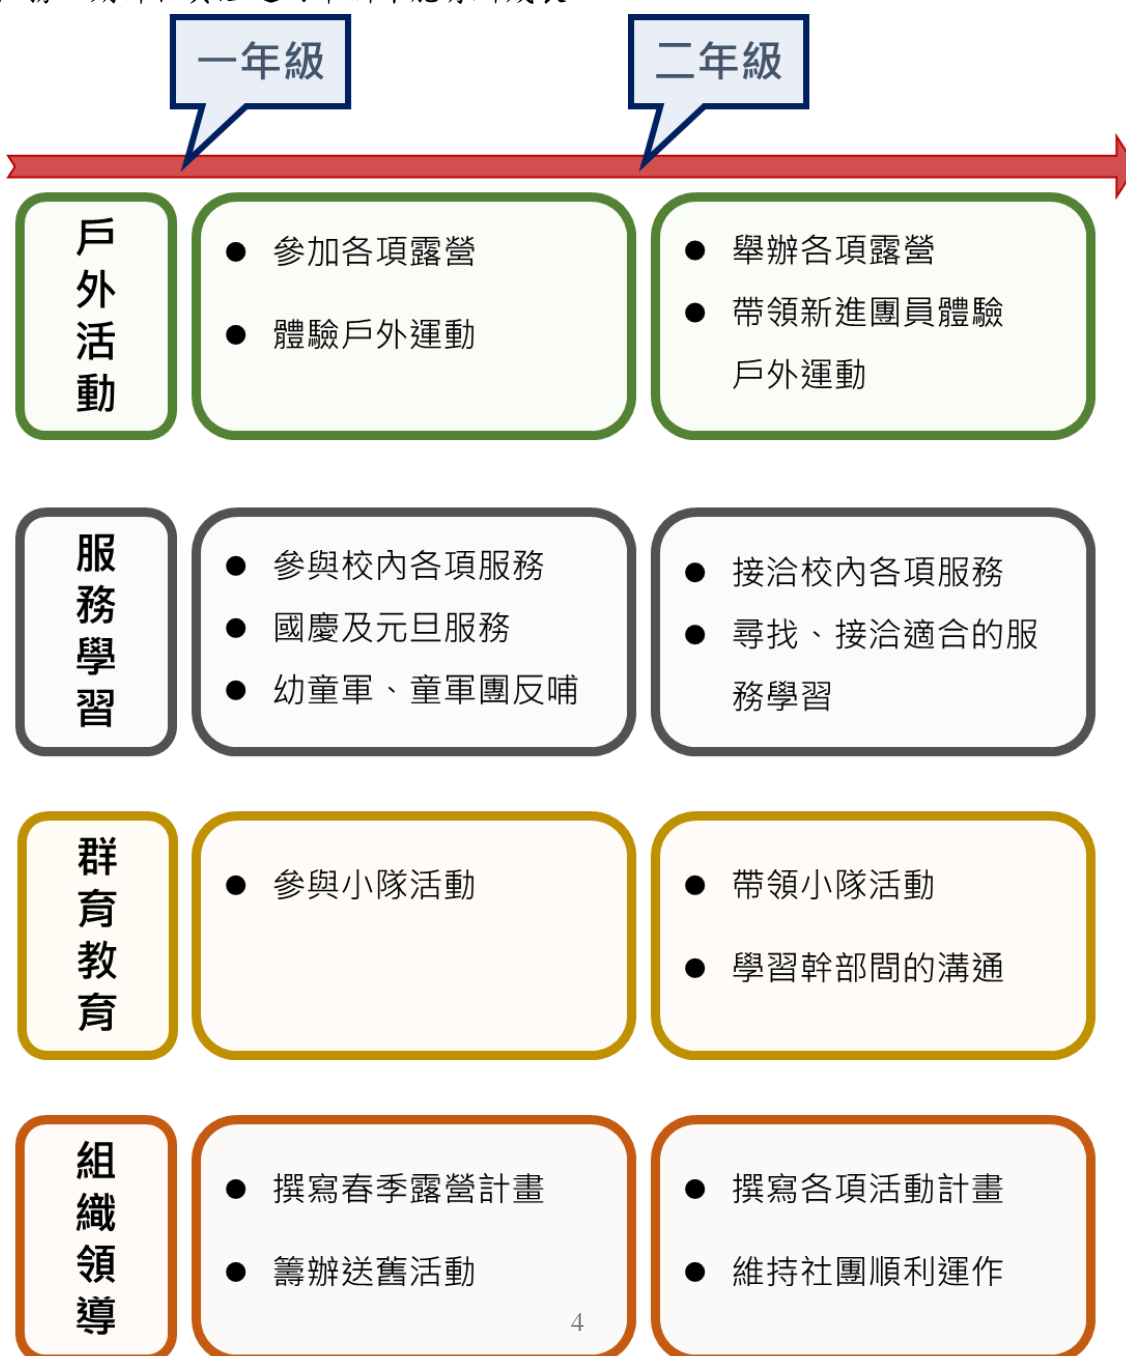 一年級
二年級
戶外活動
參加各項露營
體驗戶外運動
舉辦各項露營
帶領新進團員體驗
戶外運動
服務學習
參與校內各項服務
國慶及元旦服務
幼童軍、童軍團反哺
接洽校內各項服務
尋找、接洽適合的服
務學習
群育教育
參與小隊活動
帶領小隊活動
學習幹部間的溝通
組織領導
撰寫春季露營計畫
籌辦送舊活動
撰寫各項活動計畫
維持社團順利運作
4